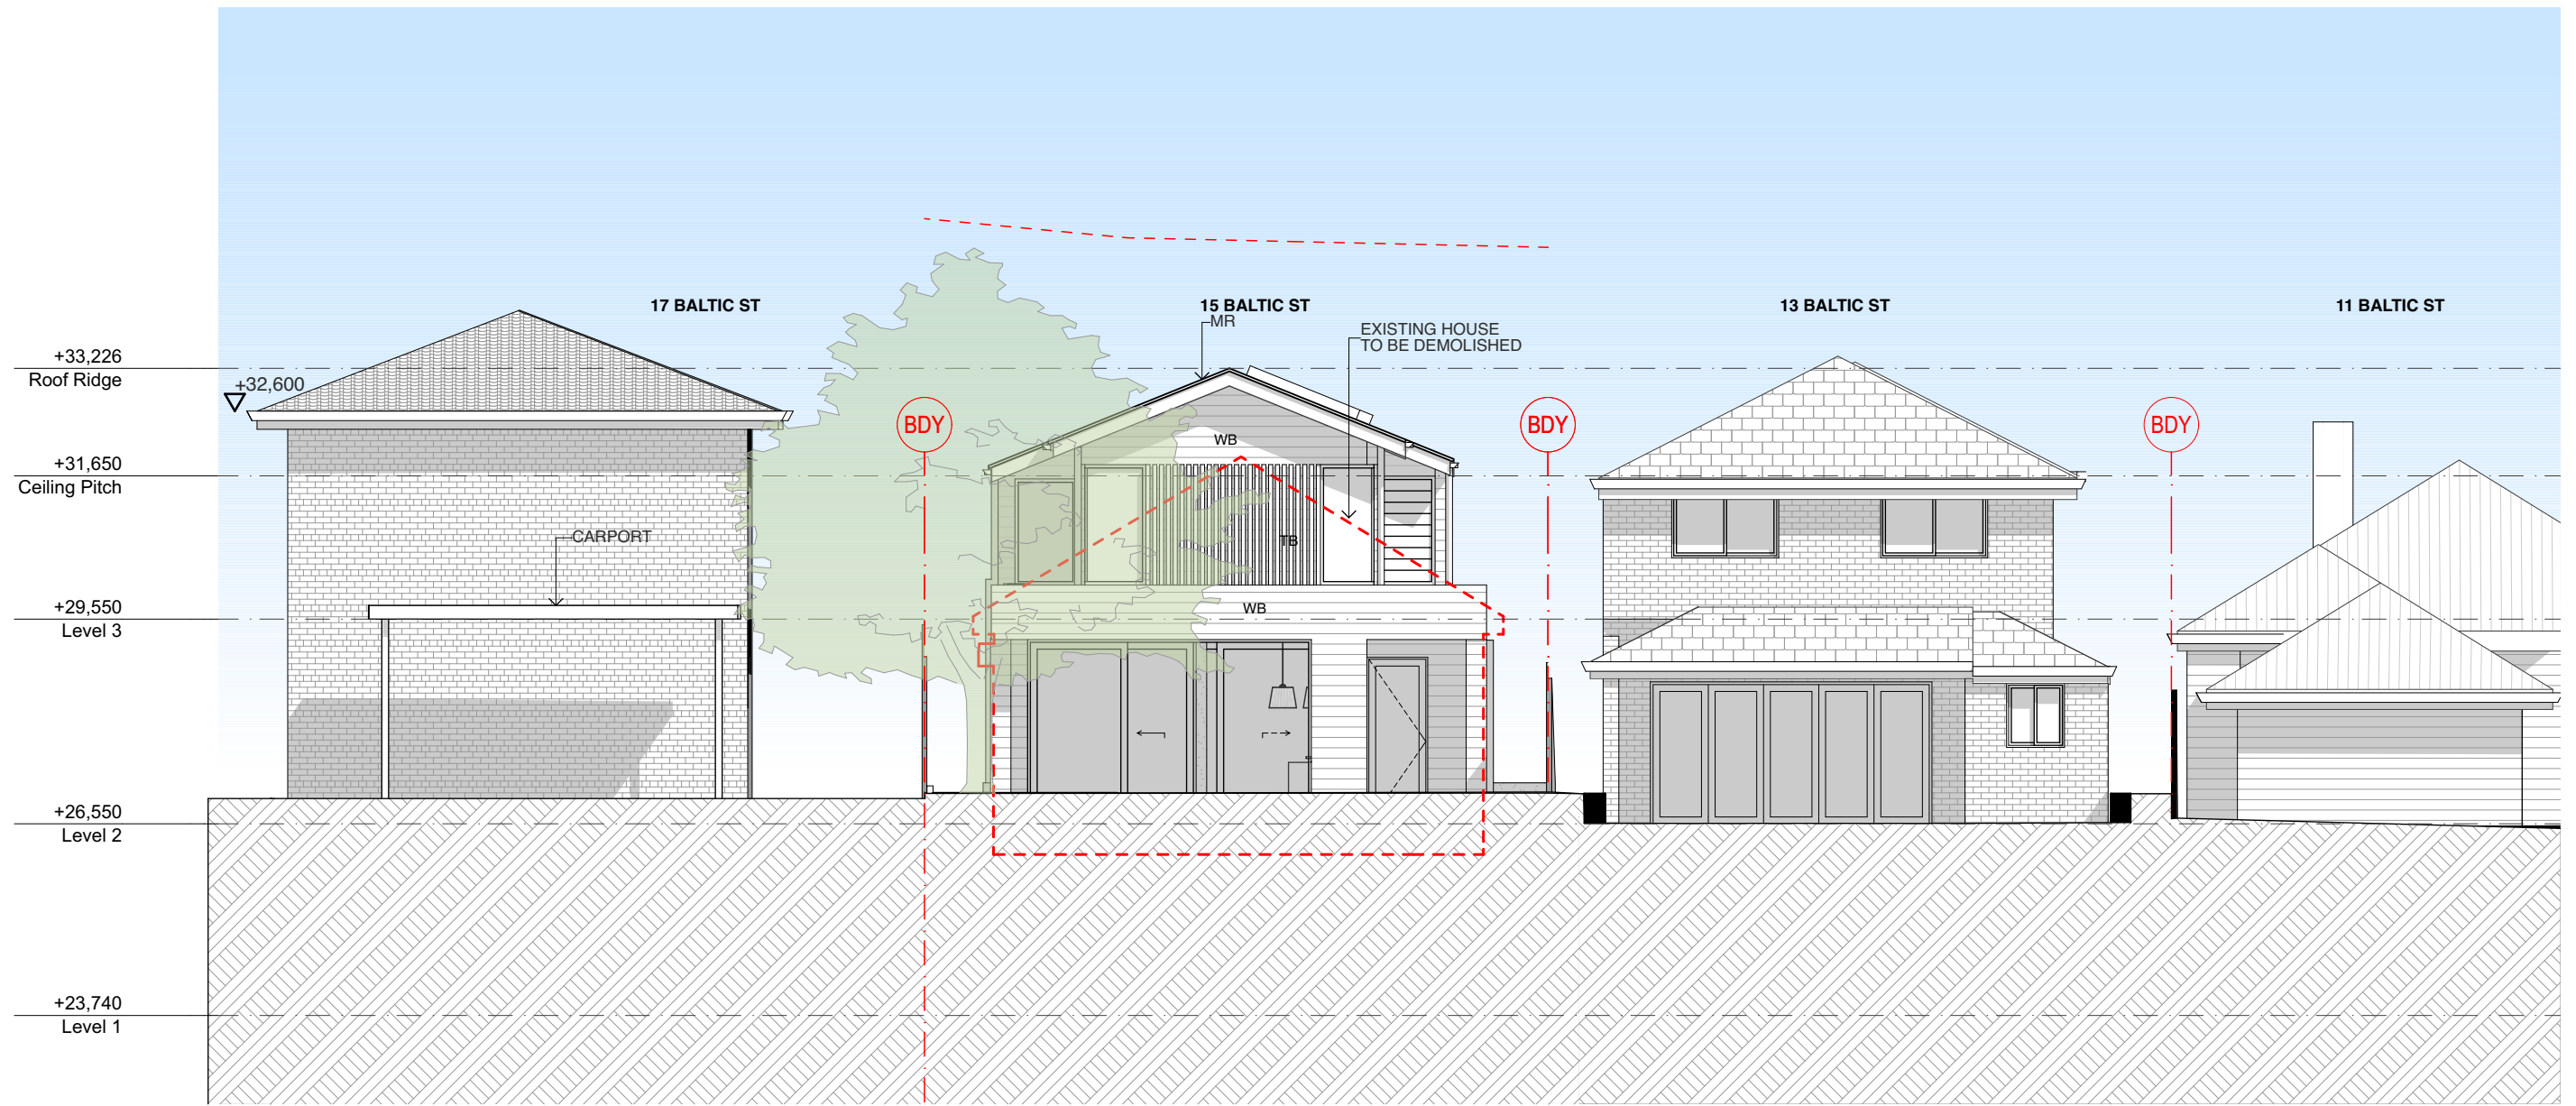 17 BALTIC ST
15 BALTIC ST
13 BALTIC ST
11 BALTIC ST
MR
EXISTING HOUSE
TO BE DEMOLISHED
+33,226
Roof Ridge
+32,600
BDY
BDY
BDY
WB
+31,650
Ceiling Pitch
CARPORT
TB
+29,550
Level 3
WB
+26,550
Level 2
+23,740
Level 1